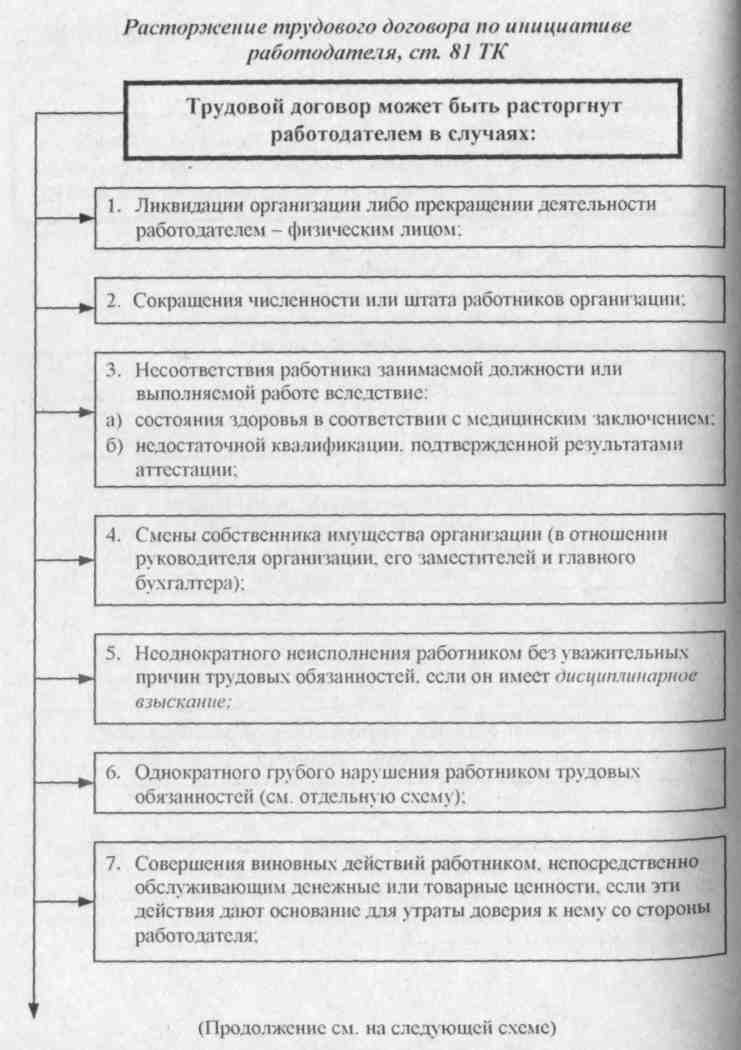 Расторжение трудового договора по инициативе
работодателя, ст. 81 ТК
Трудовой договор может быть расторгнут
работодателем в случаях:
1. Ликвидации организации либо прекращении деятельности
работодателем – физическим лицом;
2. Сокращения численности или штата работников организации;
3. Несоответствия работника занимаемой должности или
выполняемой работе вследствие:
а) состояния здоровья в соответствии с медицинским заключением;
б) недостаточной квалификации, подтвержденной результатами
аттестации;
4. Смены собственника имущества организации (в отношении
руководителя организации, его заместителей и главного
бухгалтера);
5. Неоднократного неисполнения работником без уважительных
причин трудовых обязанностей, если он имеет дисциплинарное
взыскание;
6. Однократного грубого нарушения работником трудовых
обязанностей (см. отдельную схему);
7. Совершения виновных действий работником, непосредственно
обслуживающим денежные или товарные ценности, если эти
действия дают основание для утраты доверия к нему со стороны
работодателя;
(Продолжение см. на следующей схеме)